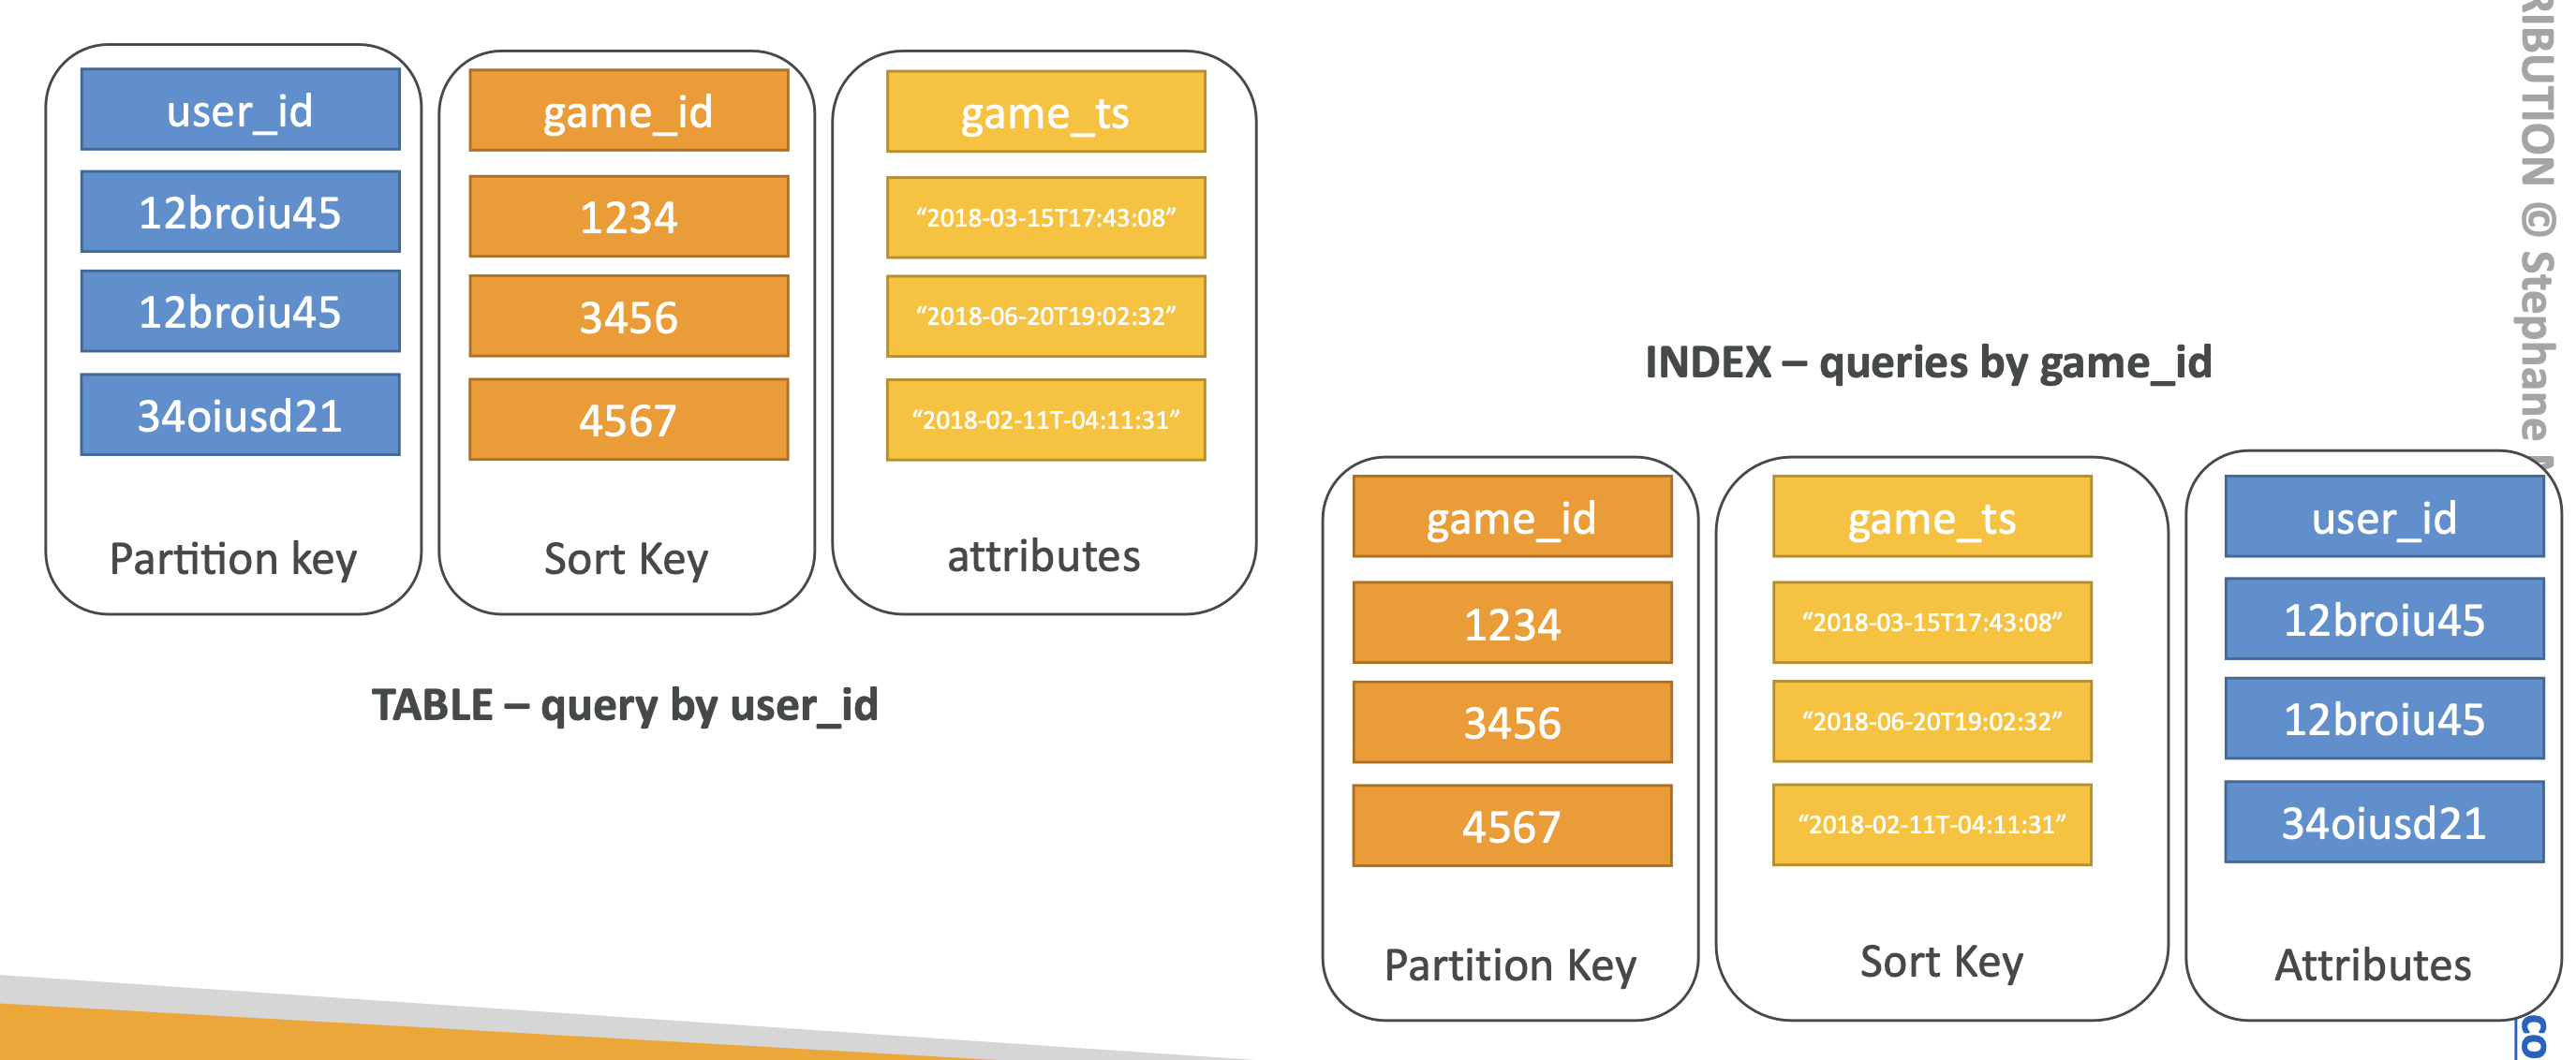 user_id
12broiu45
12broiu45
34oiusd21
Partition key
game_id
1234
3456
4567
Sort Key
game_ts
“2018-03-15T17:43:08”
“2018-06-20T19:02:32”
“2018-02-11T-04:11:31”
attributes
TABLE – query by user_id
INDEX – queries by game_id
game_id
1234
3456
4567
Partition Key
game_ts
“2018-03-15T17:43:08”
“2018-06-20T19:02:32”
“2018-02-11T-04:11:31”
Sort Key
user_id
12broiu45
12broiu45
34oiusd21
Attributes
© Stephane